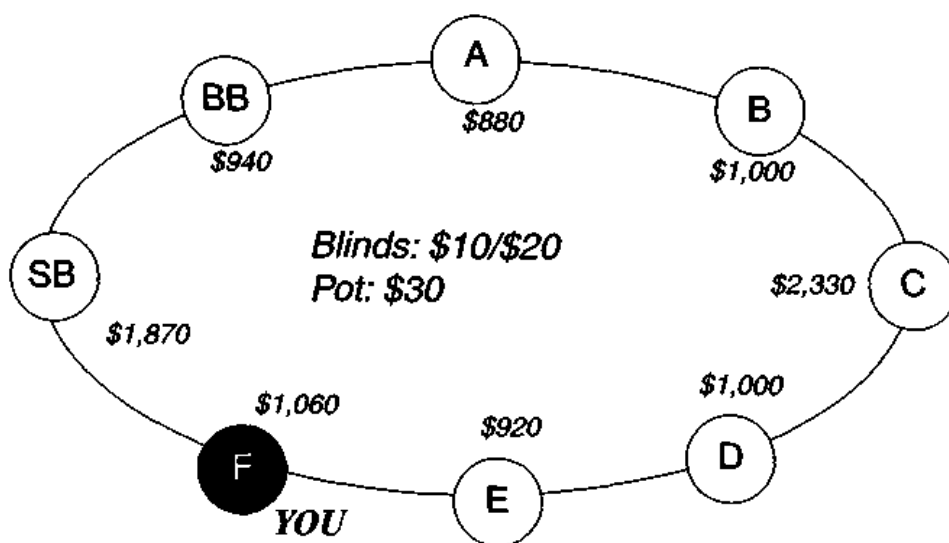 A
$880
BB
$940
B
$1,000
Blinds: $10/$20
Pot: $30
SB
$1,870
C
$2,330
$1,060
F
YOU
$920
E
$1,000
D